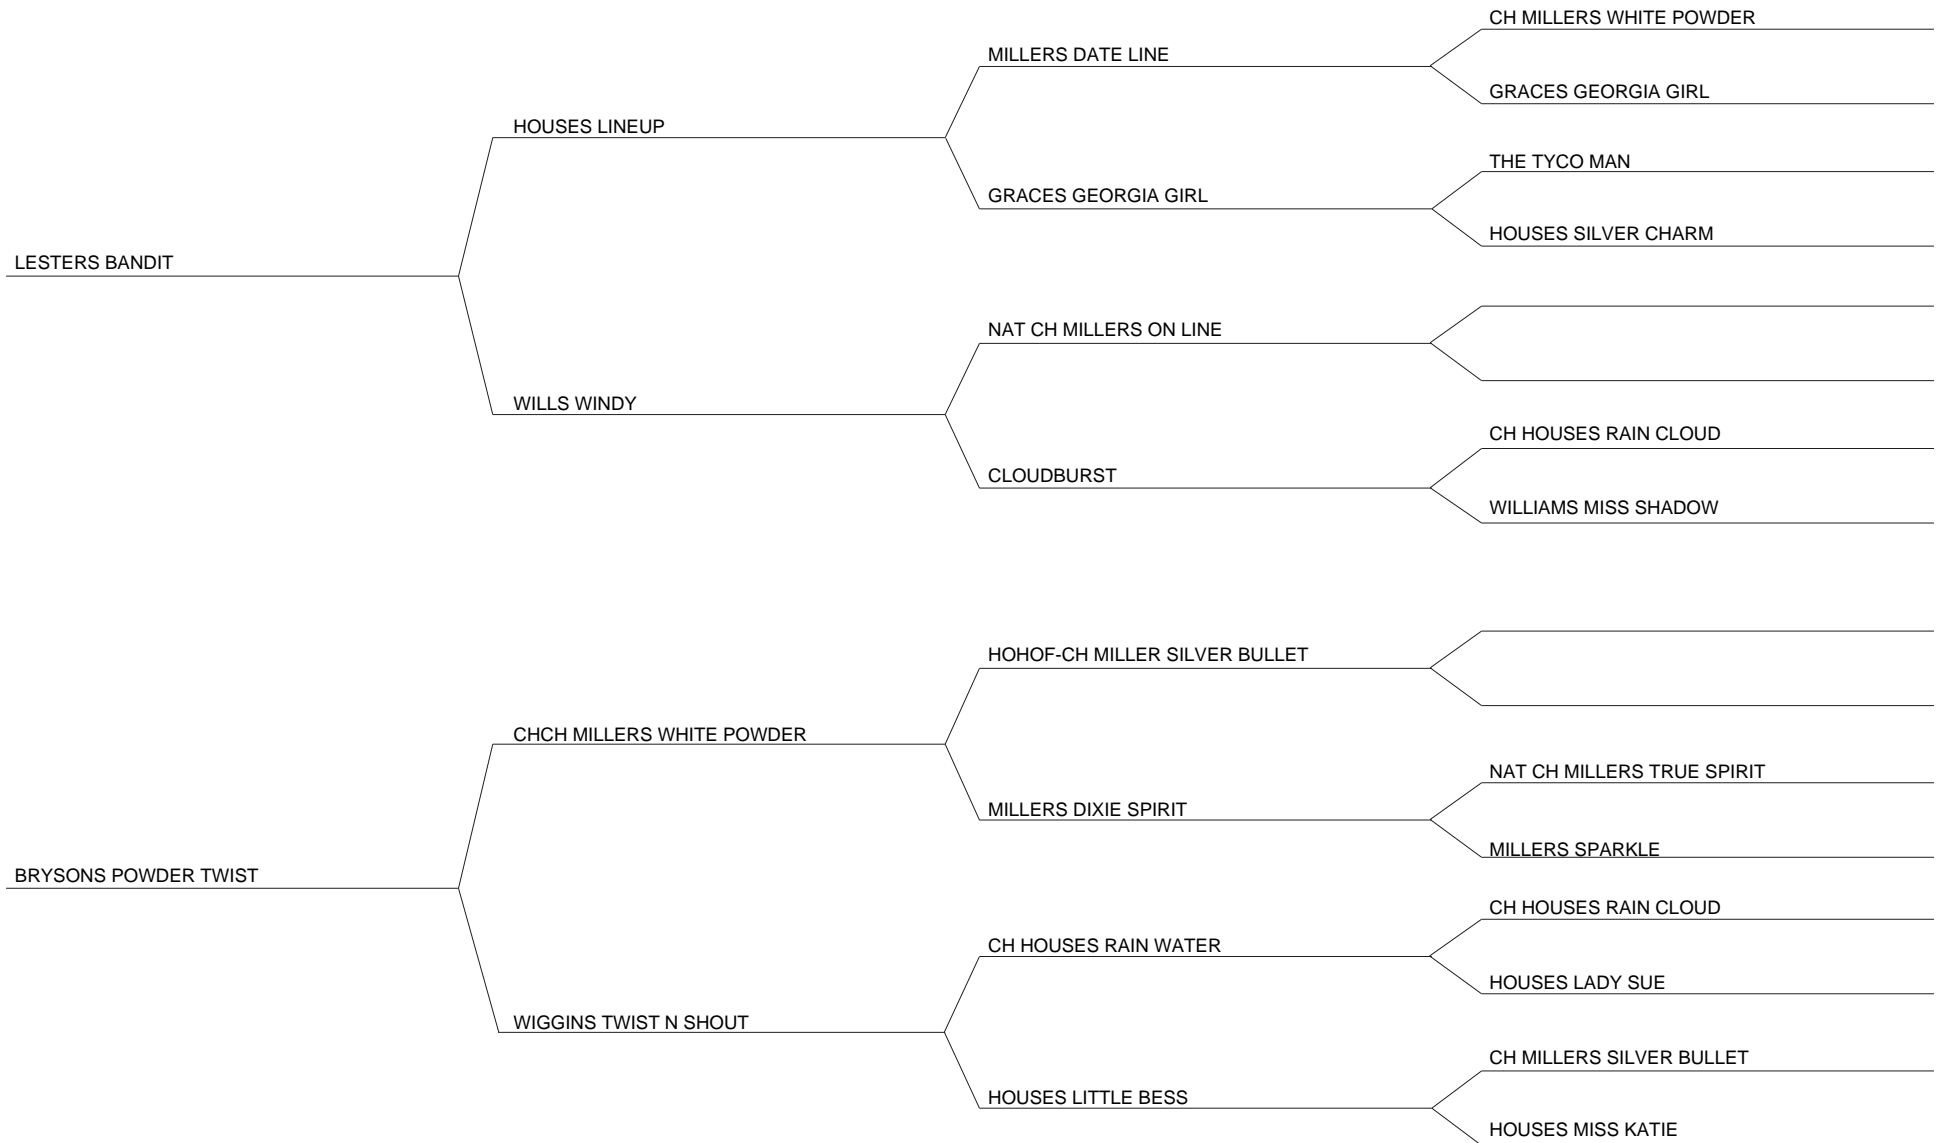 LESTERS BANDIT
HOUSES LINEUP
MILLERS DATE LINE
CH MILLERS WHITE POWDER
GRACES GEORGIA GIRL
GRACES GEORGIA GIRL
THE TYCO MAN
HOUSES SILVER CHARM
WILLS WINDY
NAT CH MILLERS ON LINE
CLOUDBURST
CH HOUSES RAIN CLOUD
WILLIAMS MISS SHADOW
BRYSONS POWDER TWIST
CHCH MILLERS WHITE POWDER
HOHOF-CH MILLER SILVER BULLET
MILLERS DIXIE SPIRIT
NAT CH MILLERS TRUE SPIRIT
MILLERS SPARKLE
WIGGINS TWIST N SHOUT
CH HOUSES RAIN WATER
CH HOUSES RAIN CLOUD
HOUSES LADY SUE
HOUSES LITTLE BESS
CH MILLERS SILVER BULLET
HOUSES MISS KATIE